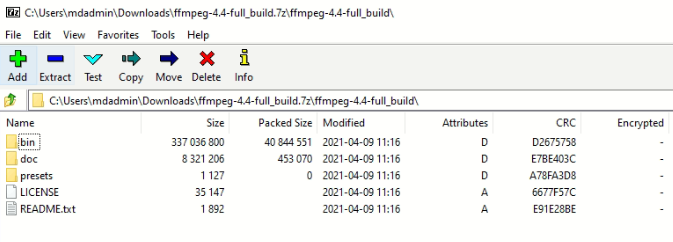 C:\Users\mdadmin\Downloads\ffmpeg-4.4-full_build.7z\ffmpeg-4.4-full_build\
File Edit View Favorites Tools Help
Add Extract Test Copy Move Delete Info
C:\Users\mdadmin\Downloads\ffmpeg-4.4-full_build.7z\ffmpeg-4.4-full_build\
Name Size Packed Size Modified Attributes CRC Encrypted
bin 337 036 800 40 844 551 2021-04-09 11:16 D D2675758 -
doc 8 321 206 453 070 2021-04-09 11:16 D E7BE403C -
presets 1 127 0 2021-04-09 11:16 D A78FA3D8 -
LICENSE 35 147 2021-04-09 11:16 A 6677F57C -
README.txt 1 892 2021-04-09 11:16 A E91E28BE -